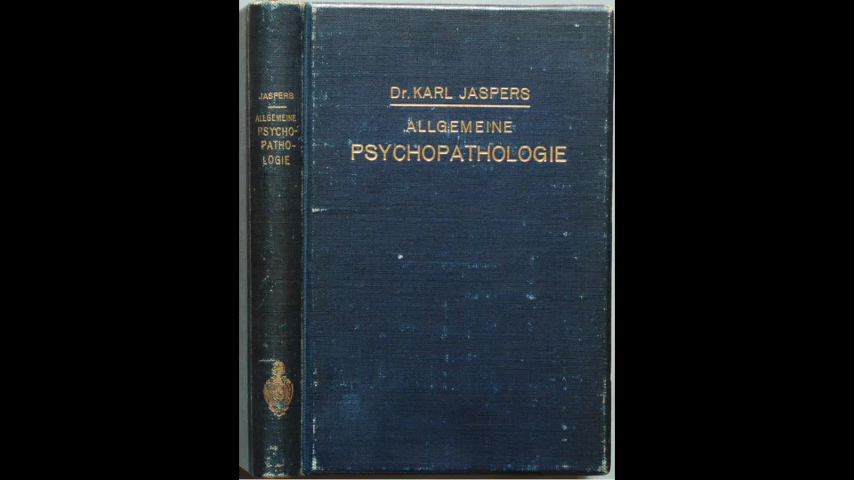 JASPERS
ALLGEMEINE
PSYCHO-
PATHO-
LOGIE
Dr. KARL JASPERS
ALLGEMEINE
PSYCHOPATHOLOGIE